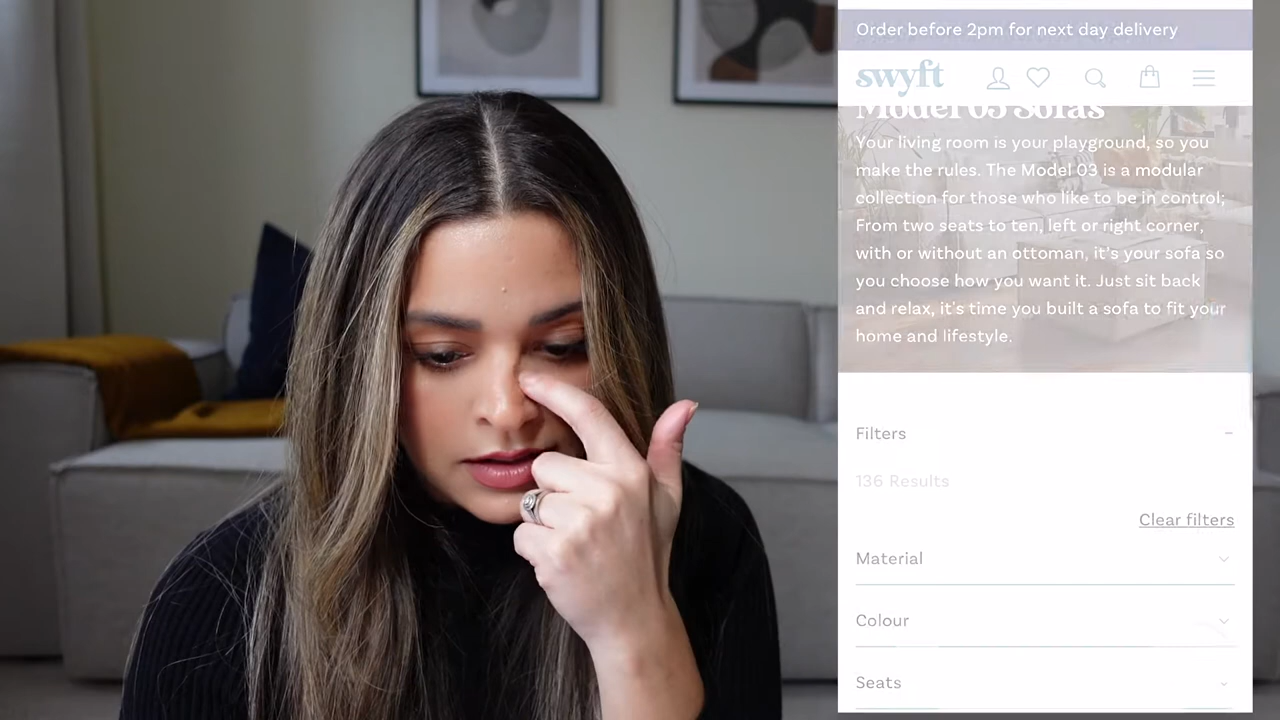 Order before 2pm for next day delivery
swyft
Model 03 Sofas
Your living room is your playground, so you
make the rules. The Model 03 is a modular
collection for those who like to be in control;
From two seats to ten, left or right corner,
with or without an ottoman, it's your sofa so
you choose how you want it. Just sit back
and relax, it's time you built a sofa to fit your
home and lifestyle.
Filters
136 Results
Clear filters
Material
Colour
Seats